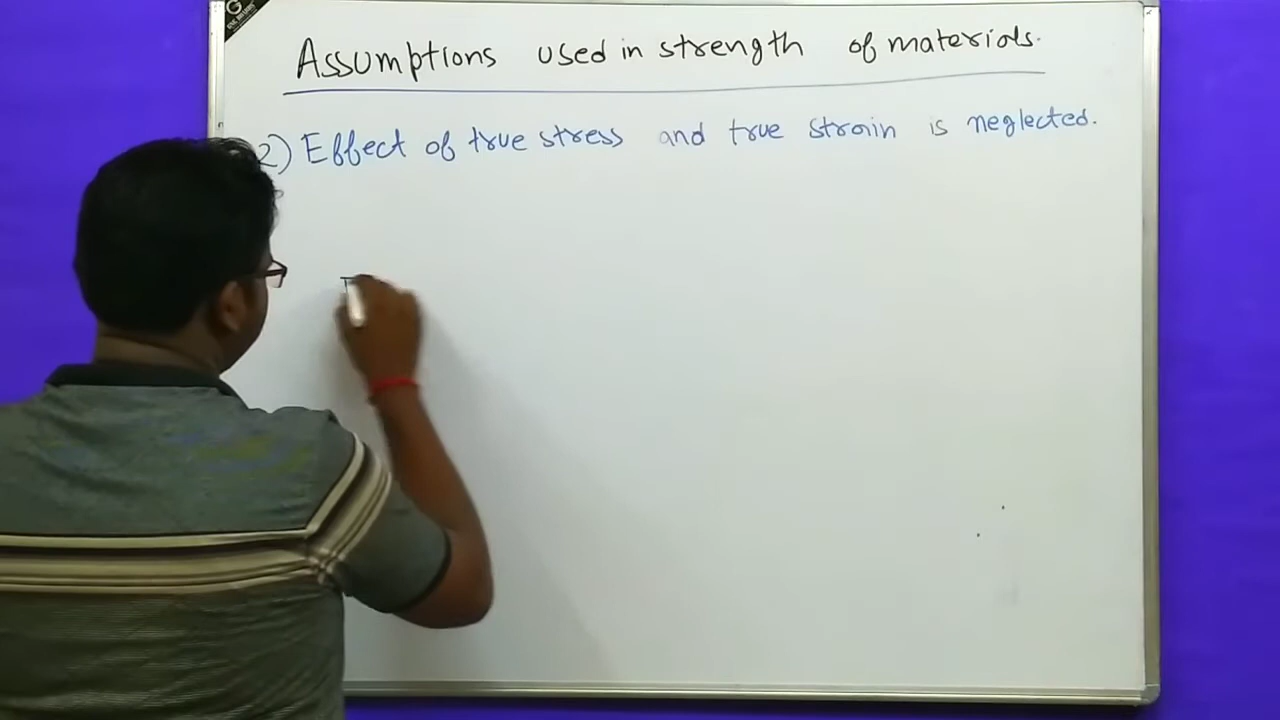 Assumptions used in strength of materials.
2) Effect of true stress and true strain is neglected.